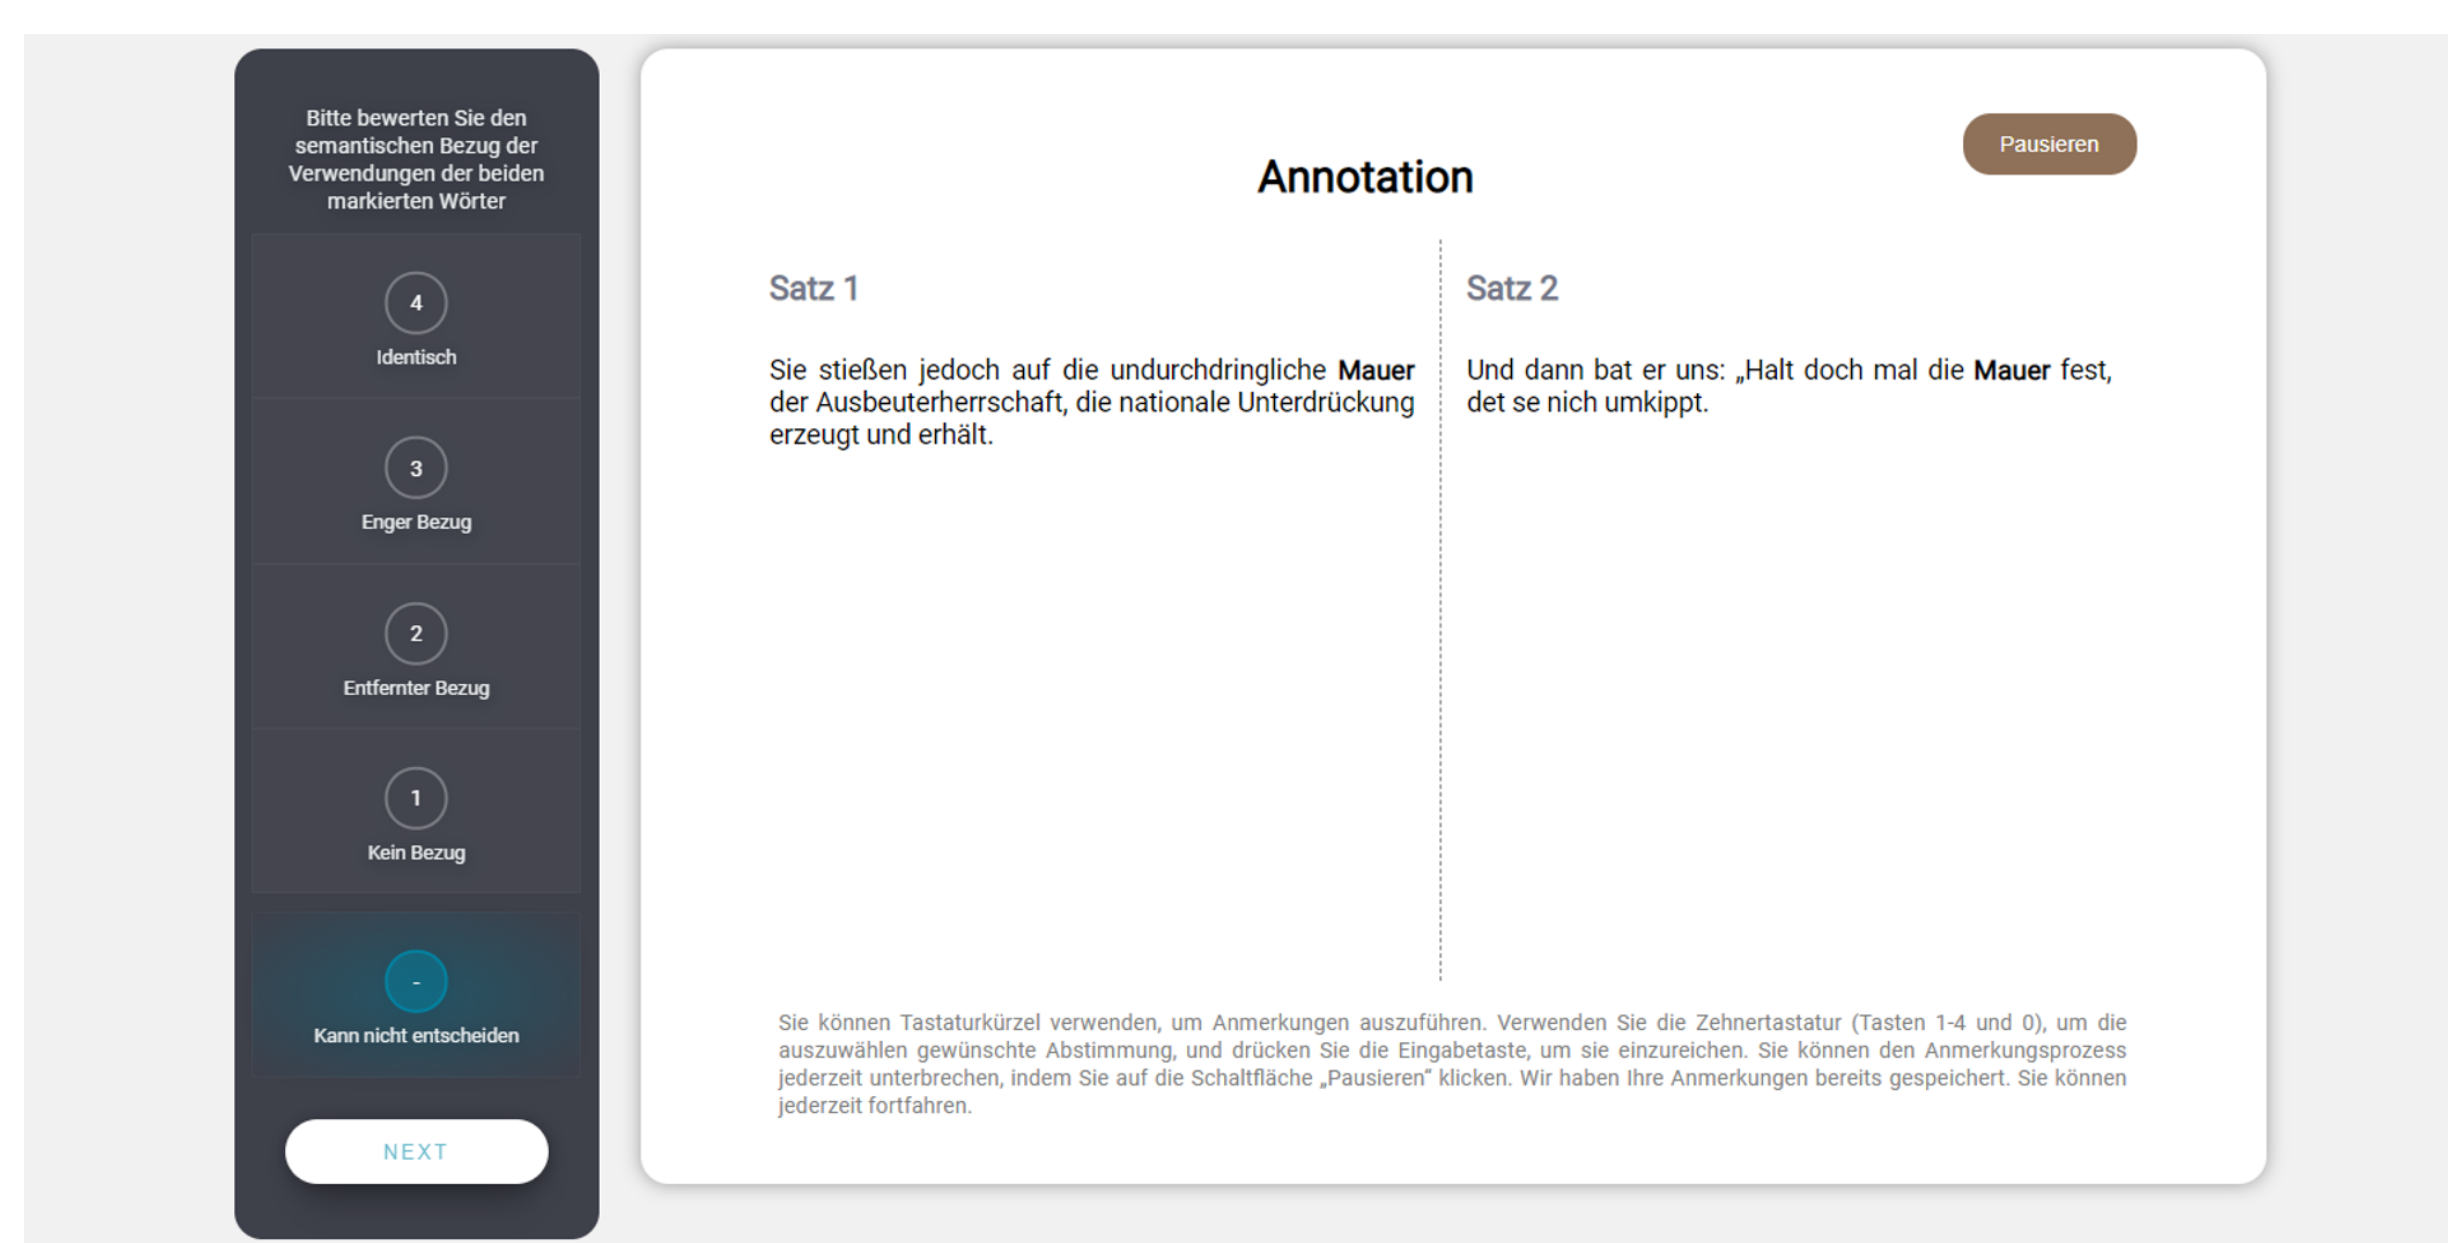 Bitte bewerten Sie den
semantischen Bezug der
Verwendungen der beiden
markierten Wörter
4
Identisch
3
Enger Bezug
2
Entfernter Bezug
1
Kein Bezug
-
Kann nicht entscheiden
NEXT
Pausieren
Annotation
Satz 1
Sie stießen jedoch auf die undurchdringliche Mauer
der Ausbeuterherrschaft, die nationale Unterdrückung
erzeugt und erhält.
Satz 2
Und dann bat er uns: „Halt doch mal die Mauer fest,
det se nich umkippt.
Sie können Tastaturkürzel verwenden, um Anmerkungen auszuführen. Verwenden Sie die Zehnertastatur (Tasten 1-4 und 0), um die
auszuwählen gewünschte Abstimmung, und drücken Sie die Eingabetaste, um sie einzureichen. Sie können den Anmerkungsprozess
jederzeit unterbrechen, indem Sie auf die Schaltfläche „Pausieren“ klicken. Wir haben Ihre Anmerkungen bereits gespeichert. Sie können
jederzeit fortfahren.